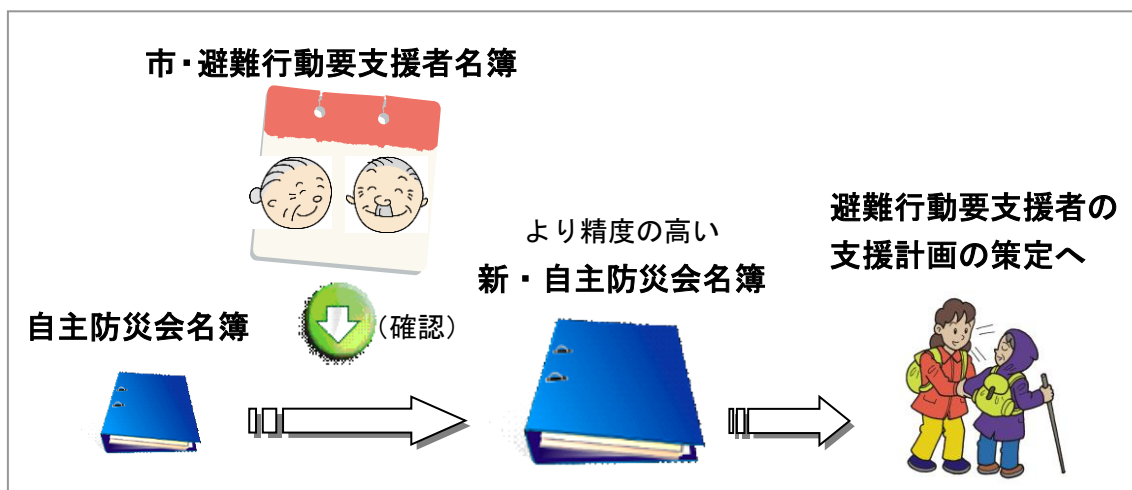 市・避難行動要支援者名簿
自主防災会名簿
(確認)
より精度の高い
新・自主防災会名簿
避難行動要支援者の
支援計画の策定へ